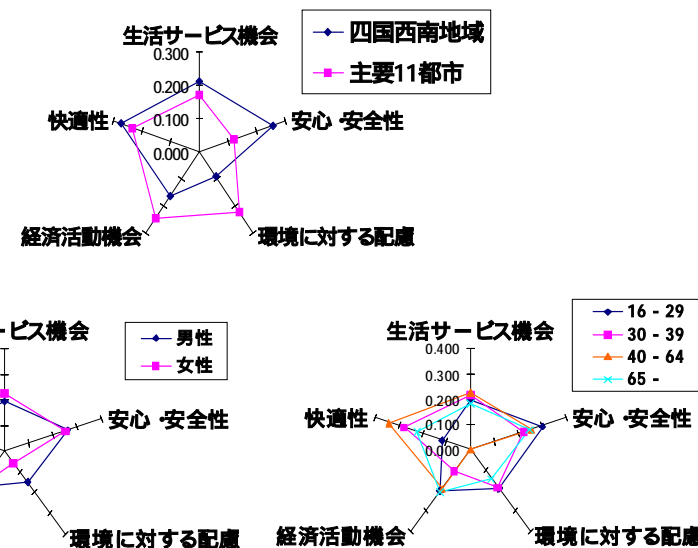 生活サービス機会
0.300
0.200
0.100
0.000
四国西南地域
主要11都市
快適性
安心・安全性
経済活動機会
環境に対する配慮
ービス機会
男性
女性
安心・安全性
環境に対する配慮
生活サービス機会
0.400
0.300
0.200
0.100
0.000
16 - 29
30 - 39
40 - 64
65 -
快適性
安心・安全性
経済活動機会
環境に対する配慮